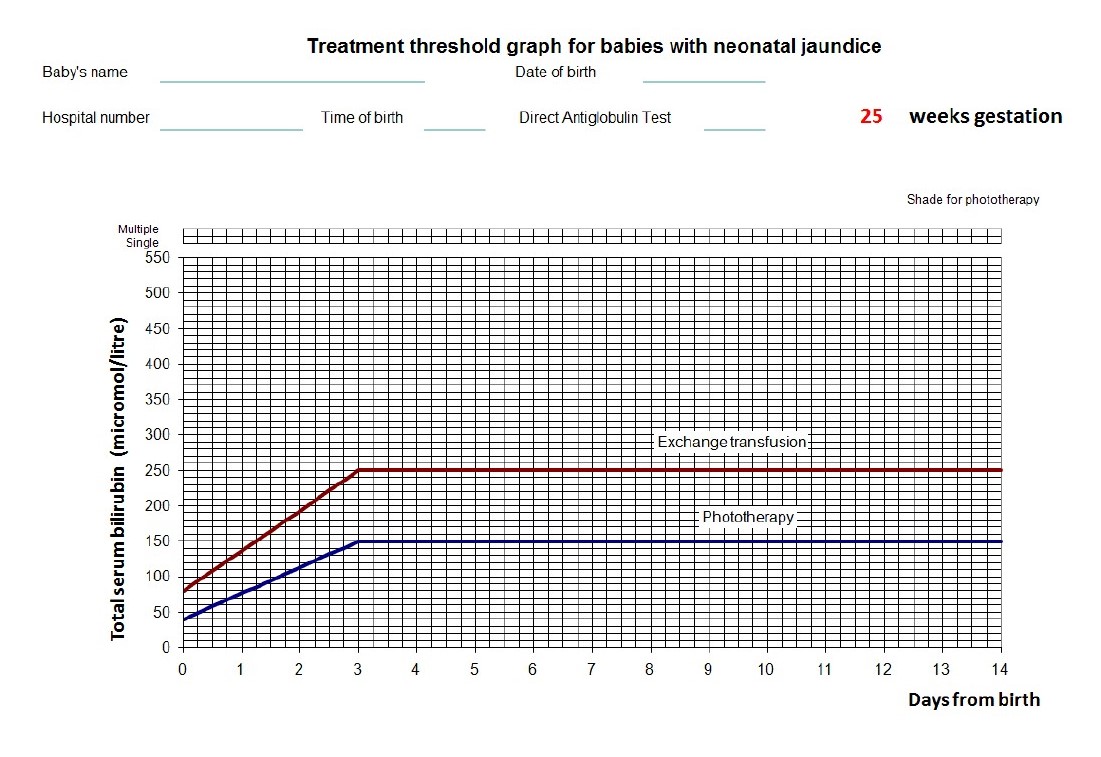 Treatment threshold graph for babies with neonatal jaundice
Baby's name Date of birth
Hospital number Time of birth Direct Antiglobulin Test 25 weeks gestation
Shade for phototherapy
Multiple
Single
550
500
450
400
350
300
250
200
150
100
50
0
Total serum bilirubin (micromol/litre)
Exchange transfusion
Phototherapy
0 1 2 3 4 5 6 7 8 9 10 11 12 13 14
Days from birth